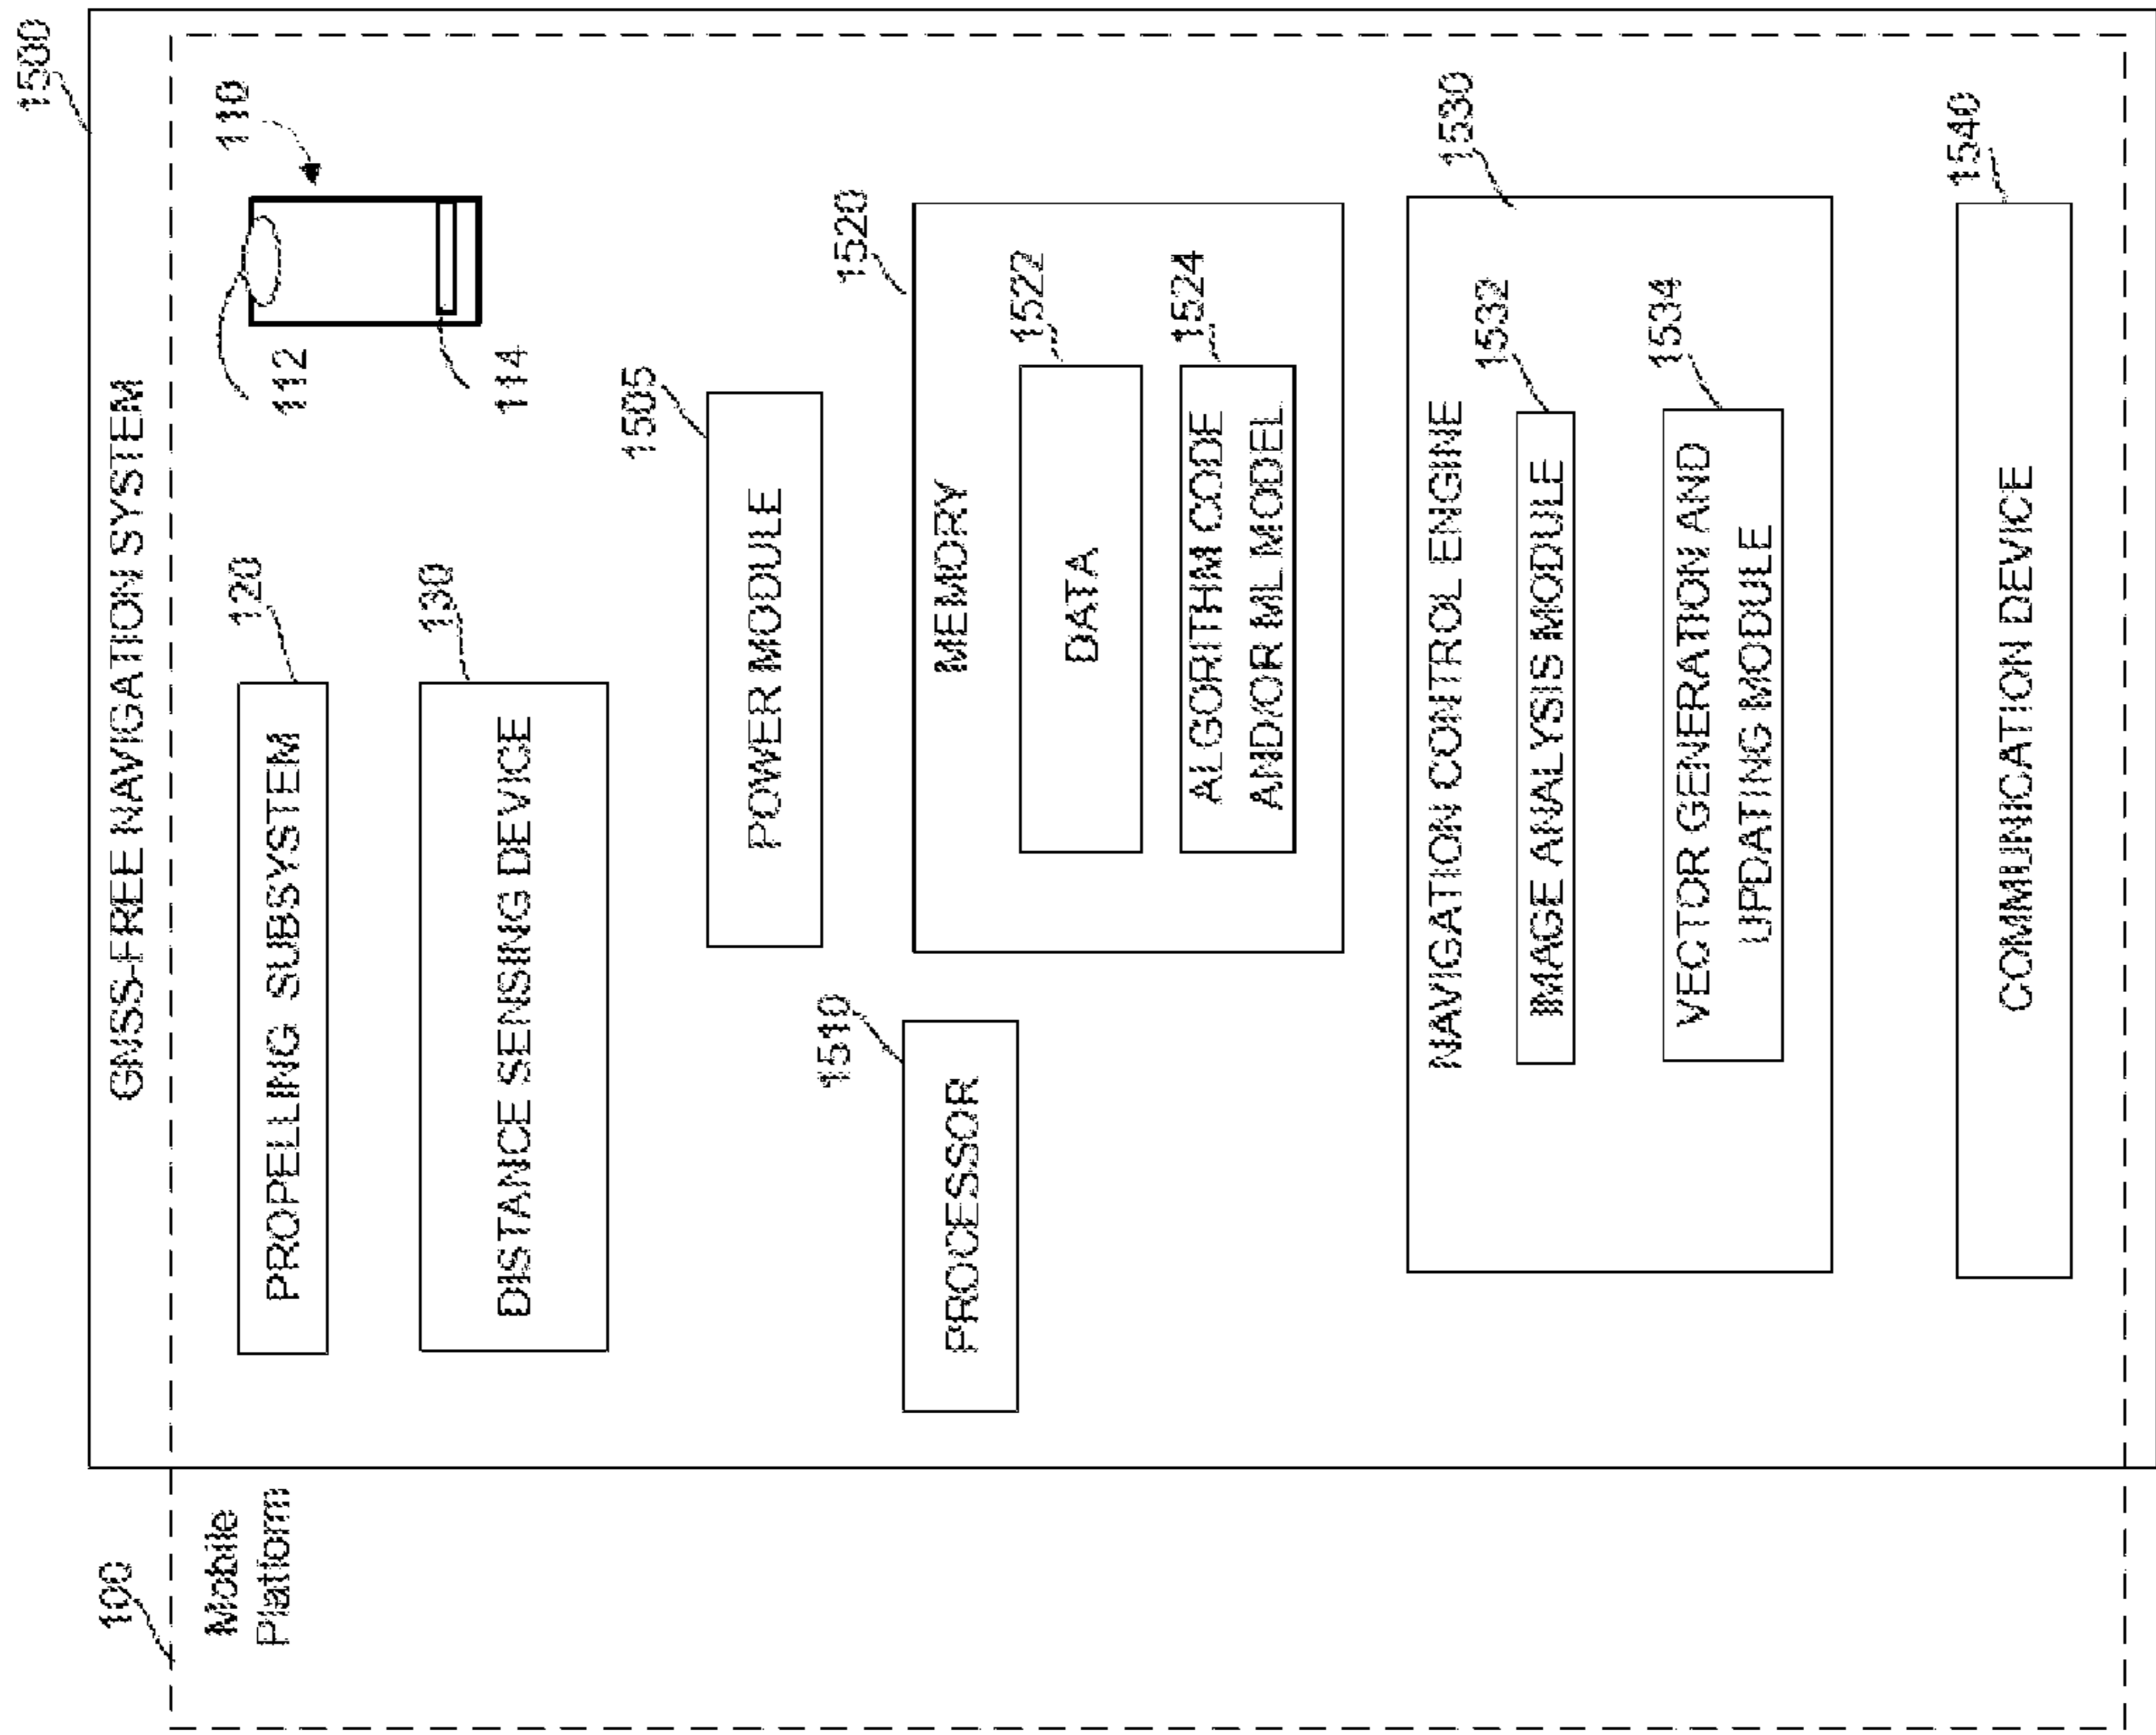 1500
GNSS-FREE NAVIGATION SYSTEM
100
Mobile
Platform
120
PROPELLING SUBSYSTEM
110
112
114
130
DISTANCE SENSING DEVICE
1505
POWER MODULE
1510
PROCESSOR
1520
MEMORY
1522
DATA
1524
ALGORITHM CODE
AND/OR ML MODEL
1530
NAVIGATION CONTROL ENGINE
1532
IMAGE ANALYSIS MODULE
1534
VECTOR GENERATION AND
UPDATING MODULE
1540
COMMUNICATION DEVICE